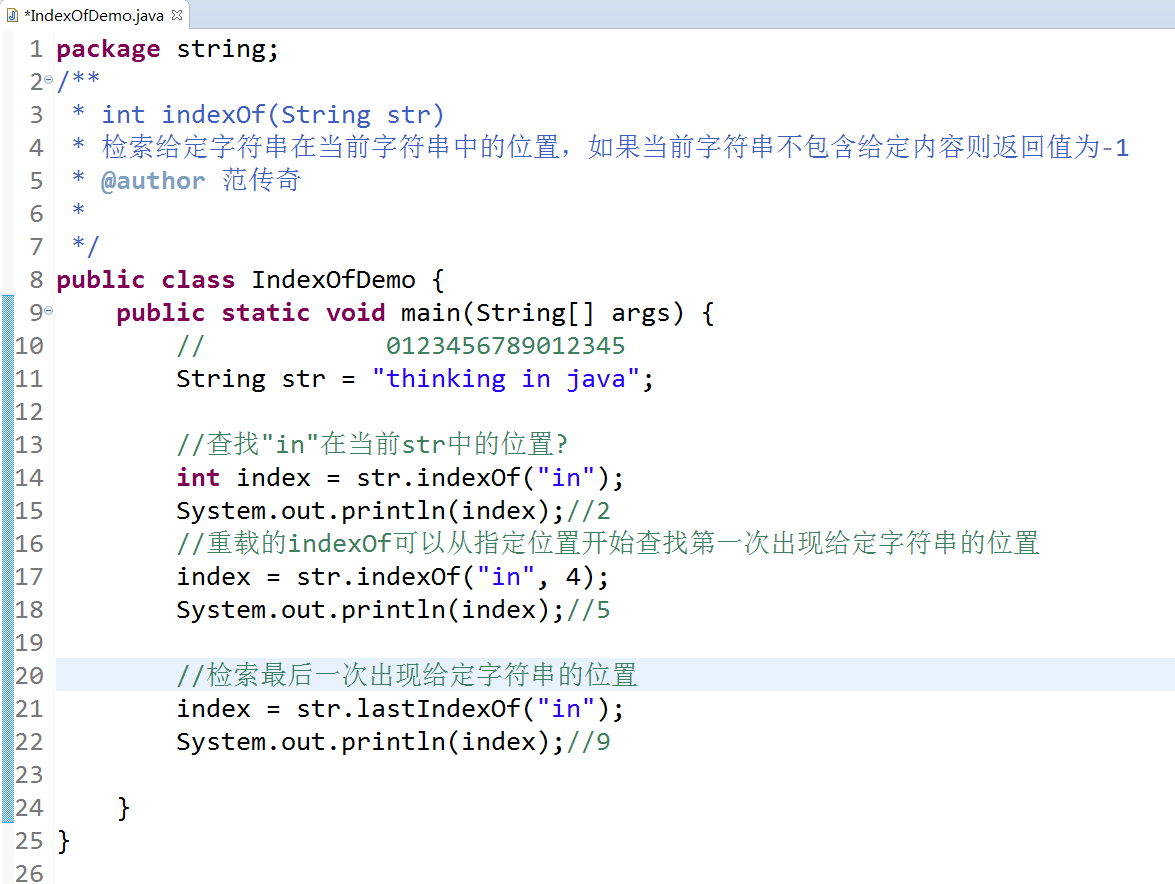 *IndexOfDemo.java
1 package string;
2 /**
3  * int indexOf(String str)
4  * 检索给定字符串在当前字符串中的位置，如果当前字符串不包含给定内容则返回值为-1
5  * @author 范传奇
6  *
7  */
8 public class IndexOfDemo {
9     public static void main(String[] args) {
10         //            0123456789012345
11         String str = "thinking in java";
12
13         //查找"in"在当前str中的位置?
14         int index = str.indexOf("in");
15         System.out.println(index);//2
16         //重载的indexOf可以从指定位置开始查找第一次出现给定字符串的位置
17         index = str.indexOf("in", 4);
18         System.out.println(index);//5
19
20         //检索最后一次出现给定字符串的位置
21         index = str.lastIndexOf("in");
22         System.out.println(index);//9
23
24     }
25 }
26